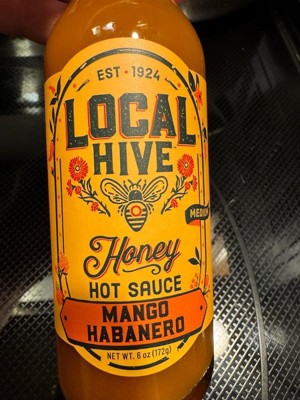 EST • 1924
LOCAL
HIVE
MEDIUM
Honey
HOT SAUCE
MANGO
HABANERO
NET WT. 6 oz (172g)